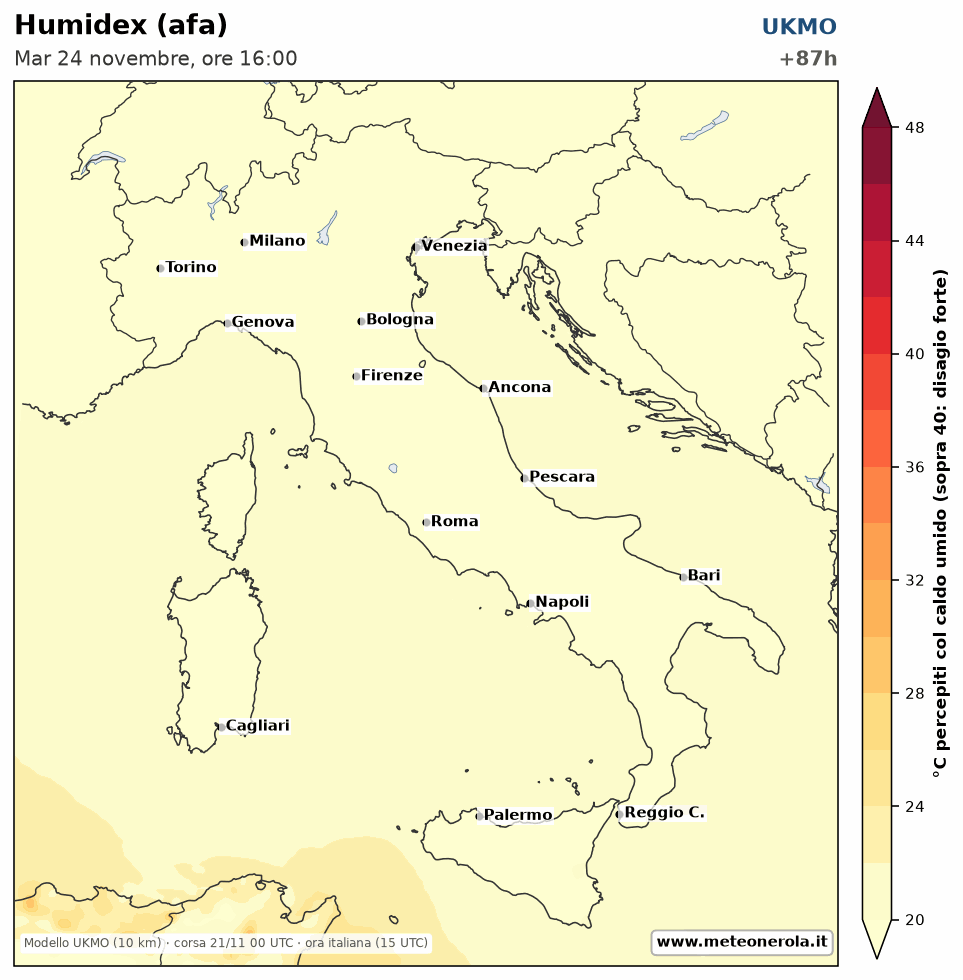 Humidex (afa)
UKMO
Mar 24 novembre, ore 16:00
+87h
48
44
40
36
32
28
24
20
°C percepiti col caldo umido (sopra 40: disagio forte)
Milano
Venezia
Torino
Genova
Bologna
Firenze
Ancona
Pescara
Roma
Bari
Napoli
Cagliari
Palermo
Reggio C.
Modello UKMO (10 km) · corsa 21/11 00 UTC · ora italiana (15 UTC)
www.meteonerola.it